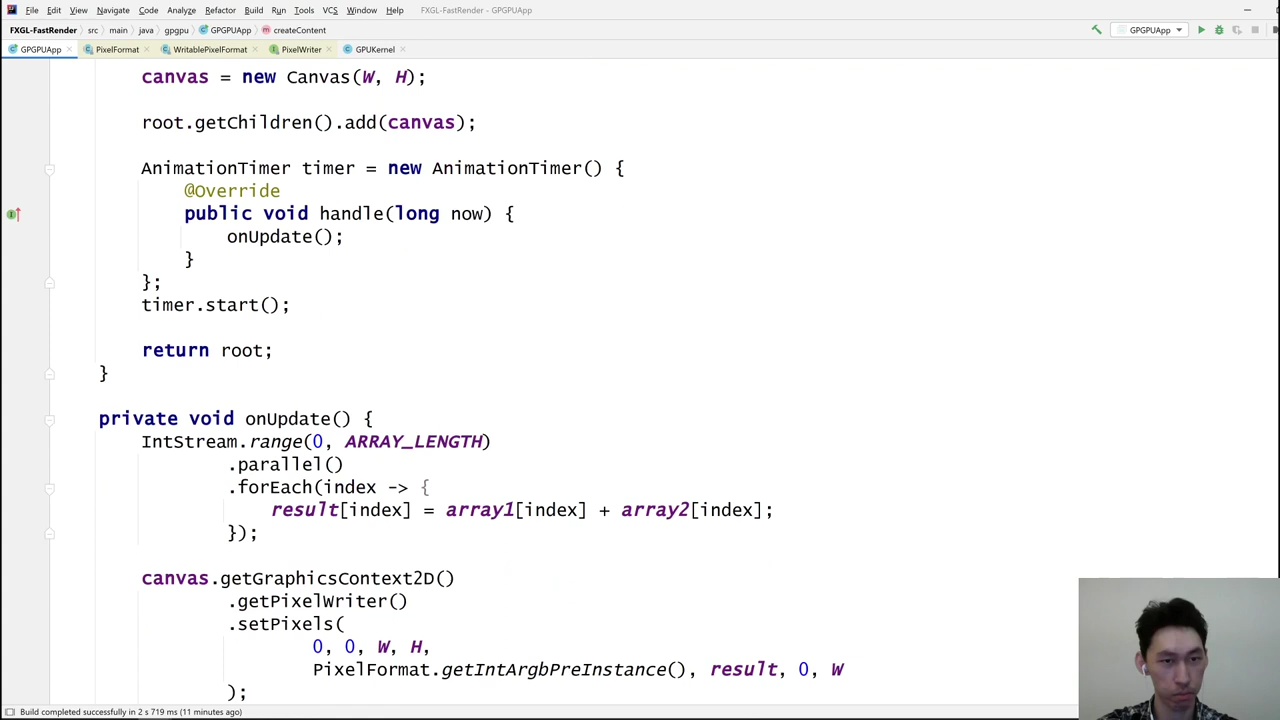 File Edit View Navigate Code Analyze Refactor Build Run Tools VCS Window Help FXGL-FastRender - GPGPUApp
FXGL-FastRender src main java gpgpu GPGPUApp createContent GPGPUApp
GPGPUApp PixelFormat WritablePixelFormat PixelWriter GPUKernel
canvas = new Canvas(W, H);
root.getChildren().add(canvas);
AnimationTimer timer = new AnimationTimer() {
@Override
public void handle(long now) {
onUpdate();
}
};
timer.start();
return root;
}
private void onUpdate() {
IntStream.range(0, ARRAY_LENGTH)
.parallel()
.forEach(index -> {
result[index] = array1[index] + array2[index];
});
canvas.getGraphicsContext2D()
.getPixelWriter()
.setPixels(
0, 0, W, H,
PixelFormat.getIntArgbPreInstance(), result, 0, W
);
Build completed successfully in 2 s 719 ms (11 minutes ago)